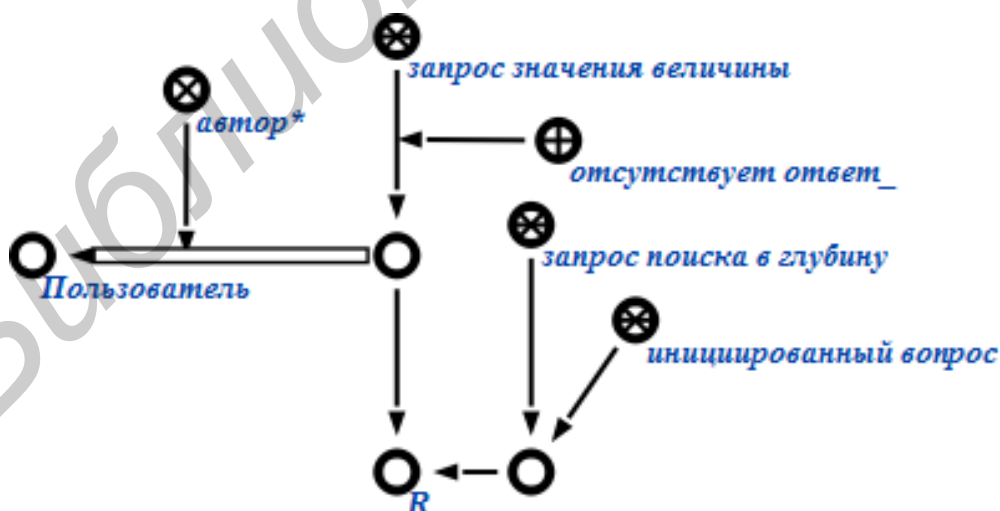 запрос значения величины
автор*
отсутствует ответ_
запрос поиска в глубину
Пользователь
инициированный вопрос
R